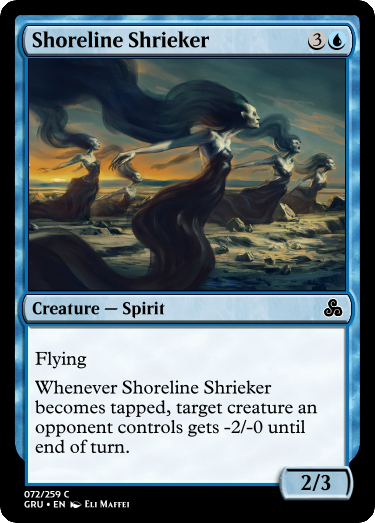 Shoreline Shrieker 3
Creature — Spirit
Flying
Whenever Shoreline Shrieker
becomes tapped, target creature an
opponent controls gets -2/-0 until
end of turn.
2/3
072/259 C
GRU • EN Eli Maffei